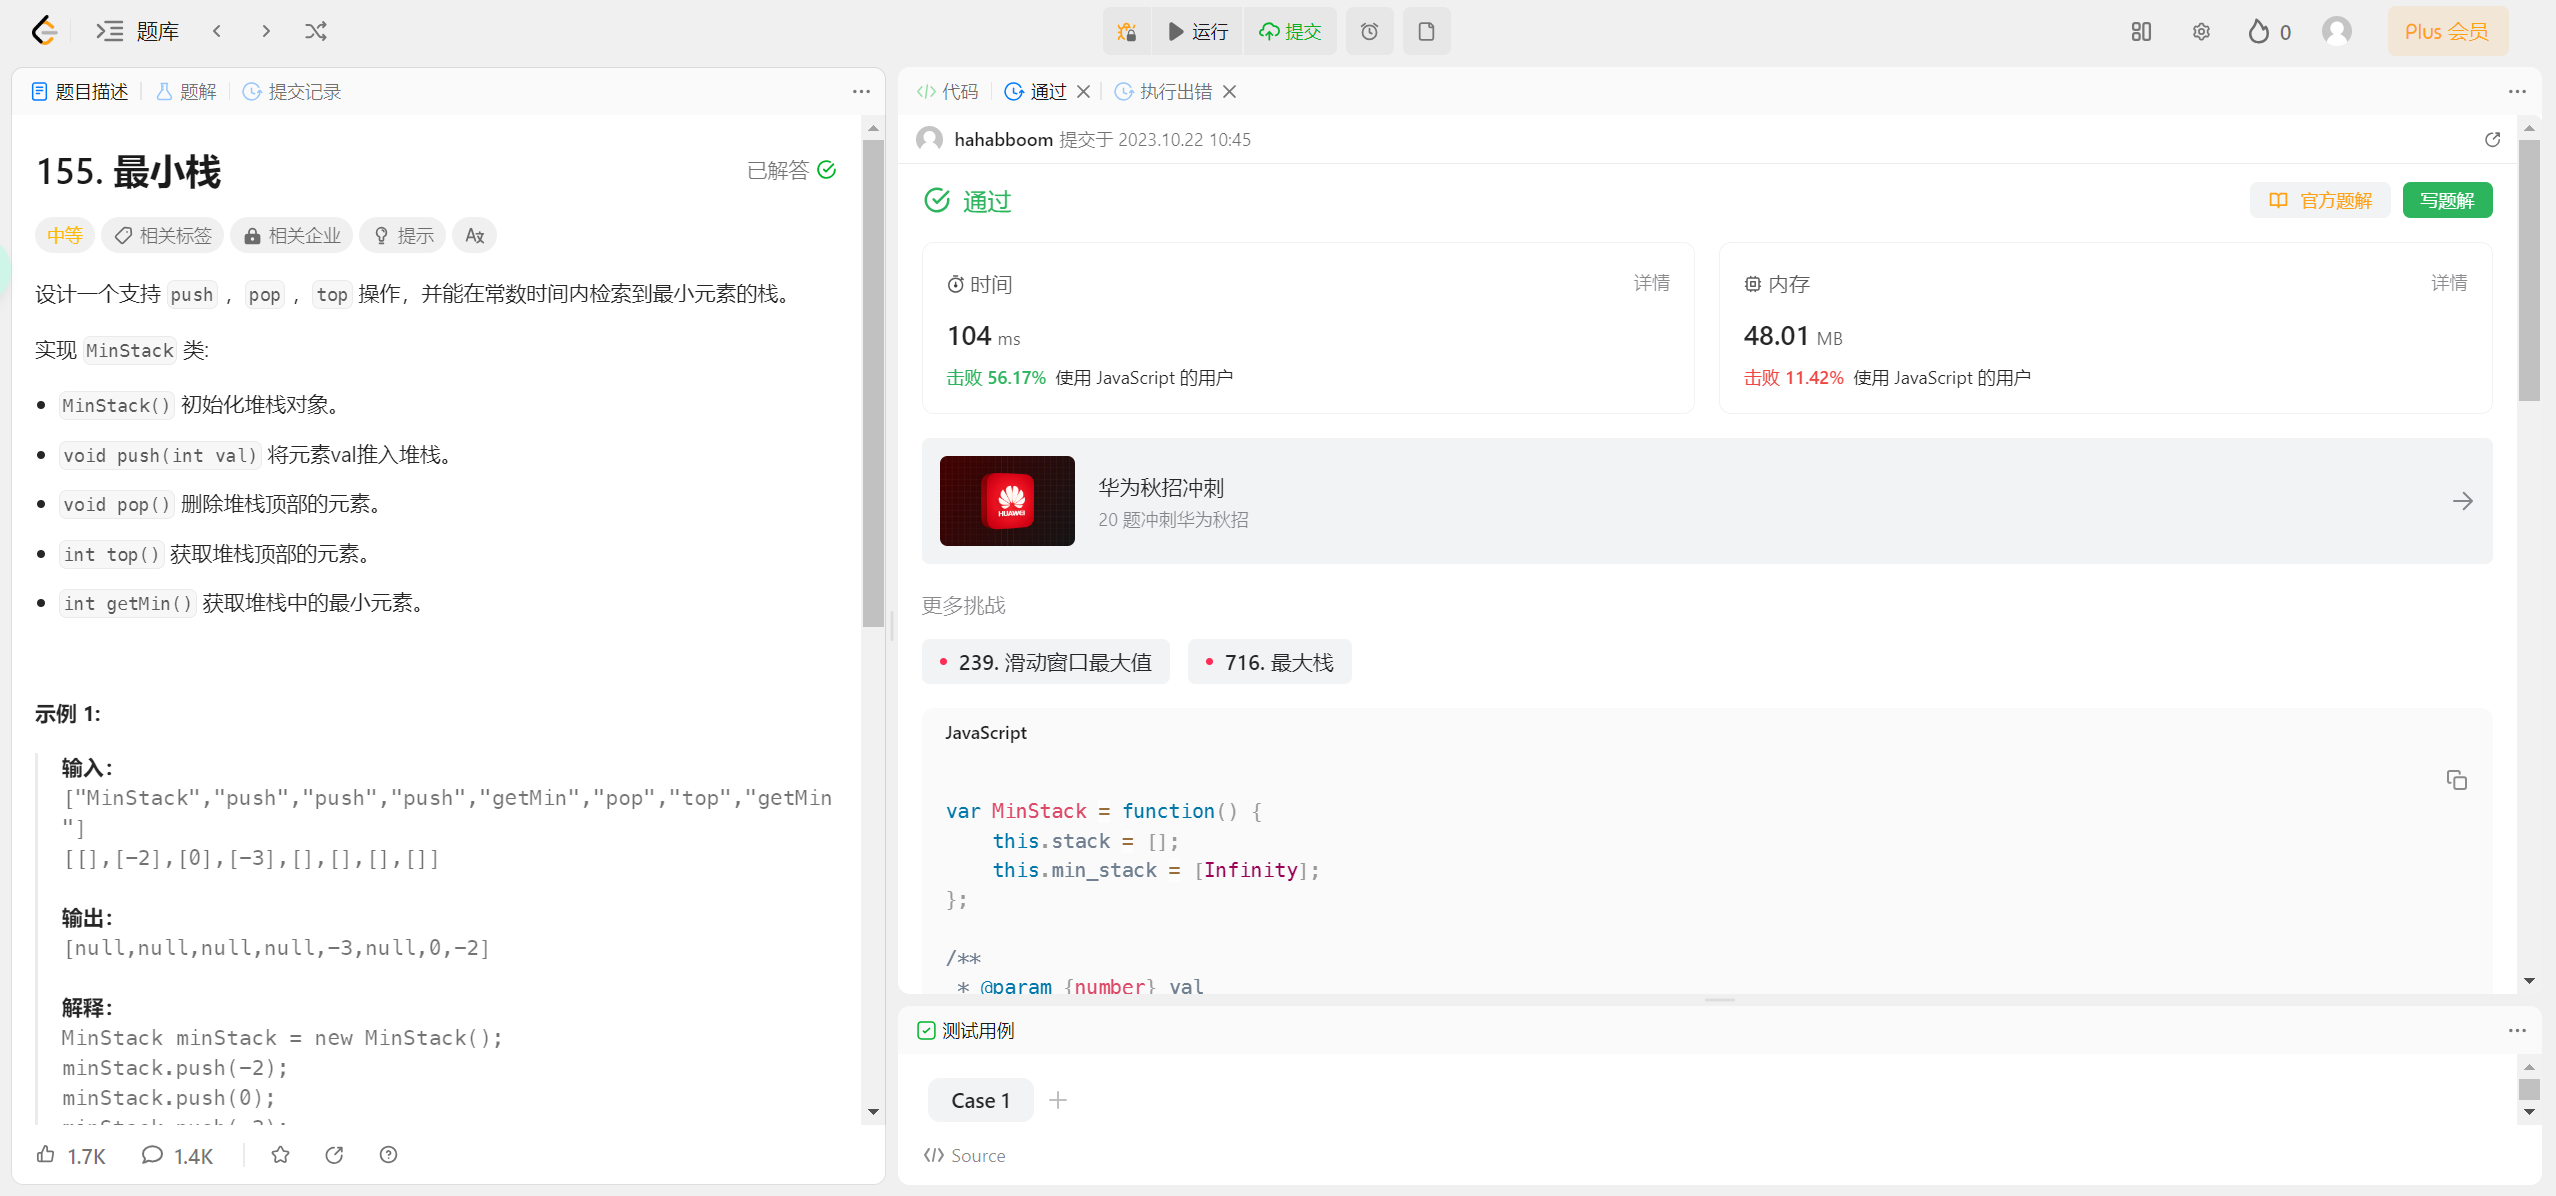 题库
运行
提交
0
Plus 会员
题目描述
题解
提交记录
155. 最小栈
已解答
中等
相关标签
相关企业
提示
设计一个支持 push ，pop ，top 操作，并能在常数时间内检索到最小元素的栈。
实现 MinStack 类:
MinStack() 初始化堆栈对象。
void push(int val) 将元素val推入堆栈。
void pop() 删除堆栈顶部的元素。
int top() 获取堆栈顶部的元素。
int getMin() 获取堆栈中的最小元素。
示例 1:
输入：
["MinStack","push","push","push","getMin","pop","top","getMin
"]
[[],[-2],[0],[-3],[],[],[],[]]
输出：
[null,null,null,null,-3,null,0,-2]
解释：
MinStack minStack = new MinStack();
minStack.push(-2);
minStack.push(0);
1.7K
1.4K
代码
通过
执行出错
hahabboom 提交于 2023.10.22 10:45
通过
官方题解
写题解
时间
详情
104 ms
击败 56.17% 使用 JavaScript 的用户
内存
详情
48.01 MB
击败 11.42% 使用 JavaScript 的用户
HUAWEI
华为秋招冲刺
20 题冲刺华为秋招
更多挑战
239. 滑动窗口最大值
716. 最大栈
JavaScript
var MinStack = function() {
this.stack = [];
this.min_stack = [Infinity];
};
/**
* @param {number} val
测试用例
Case 1
Source